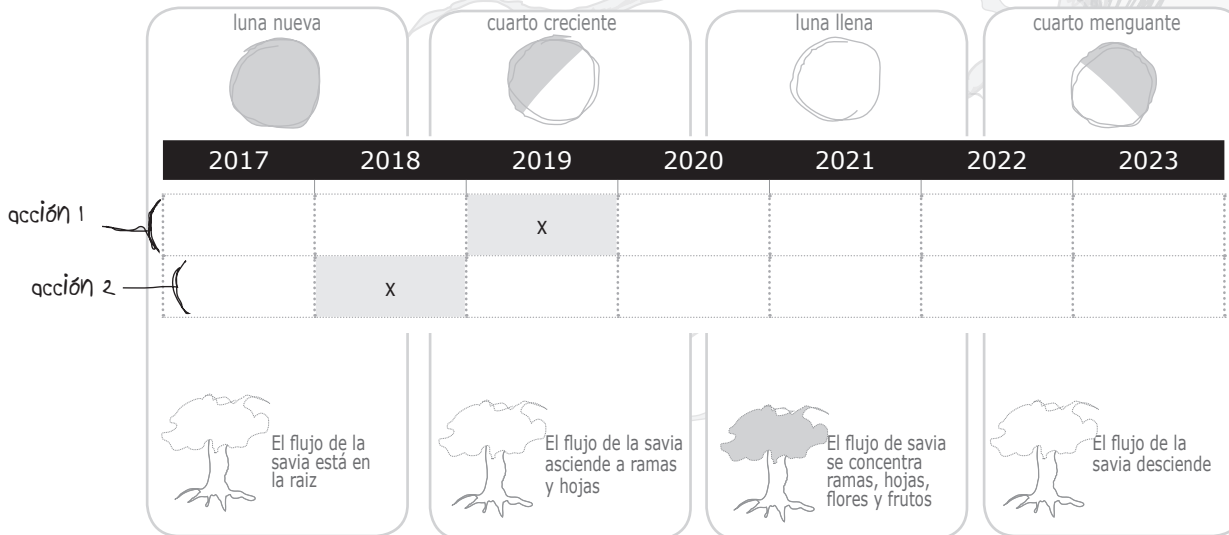 luna nueva
cuarto creciente
luna llena
cuarto menguante
2017 2018 2019 2020 2021 2022 2023
acción 1
x
acción 2
x
El flujo de la
savia está en
la raiz
El flujo de la savia
asciende a ramas
y hojas
El flujo de savia
se concentra
ramas, hojas,
flores y frutos
El flujo de la
savia desciende